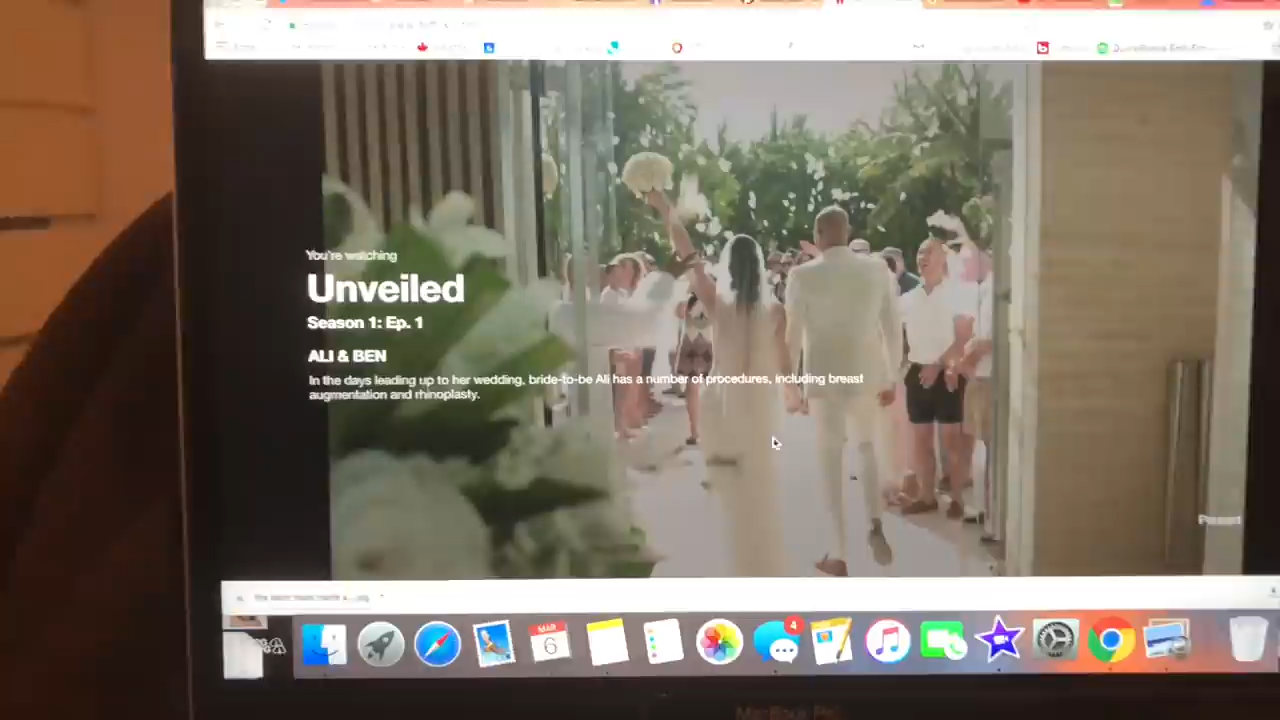 You're watching
Unveiled
Season 1: Ep. 1
ALI & BEN
In the days leading up to her wedding, bride-to-be Ali has a number of procedures, including breast
augmentation and rhinoplasty.
Paused
4
MAR
6
MacBook Pro